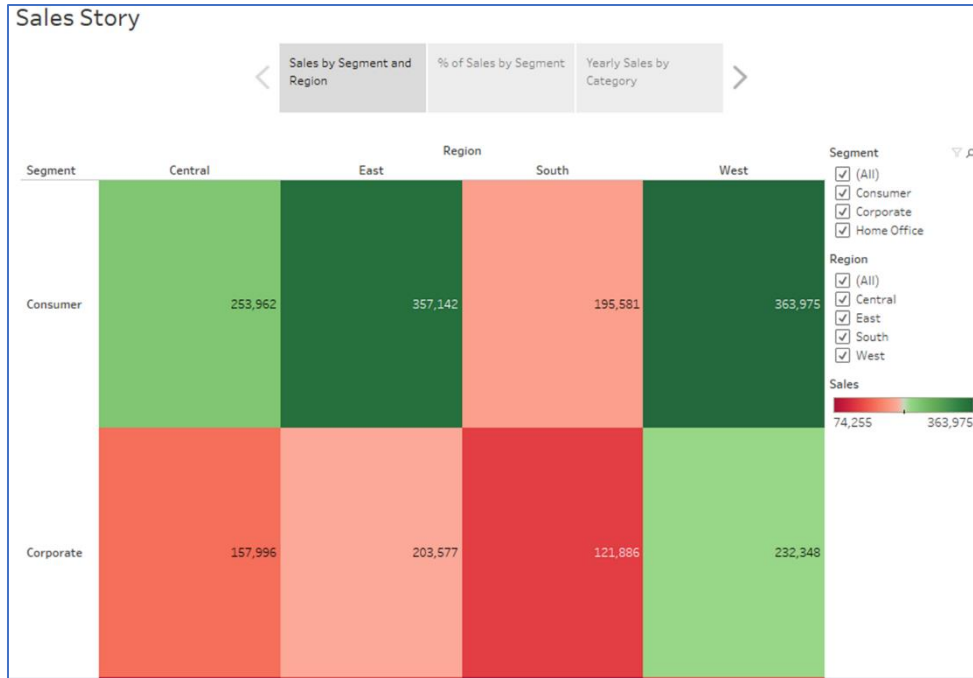 Sales Story
Sales by Segment and
Region
% of Sales by Segment
Yearly Sales by
Category
Region
Segment Central East South West
Consumer 253,962 357,142 195,581 363,975
Corporate 157,996 203,577 121,886 232,348
Segment
(All)
Consumer
Corporate
Home Office
Region
(All)
Central
East
South
West
Sales
74,255 363,975